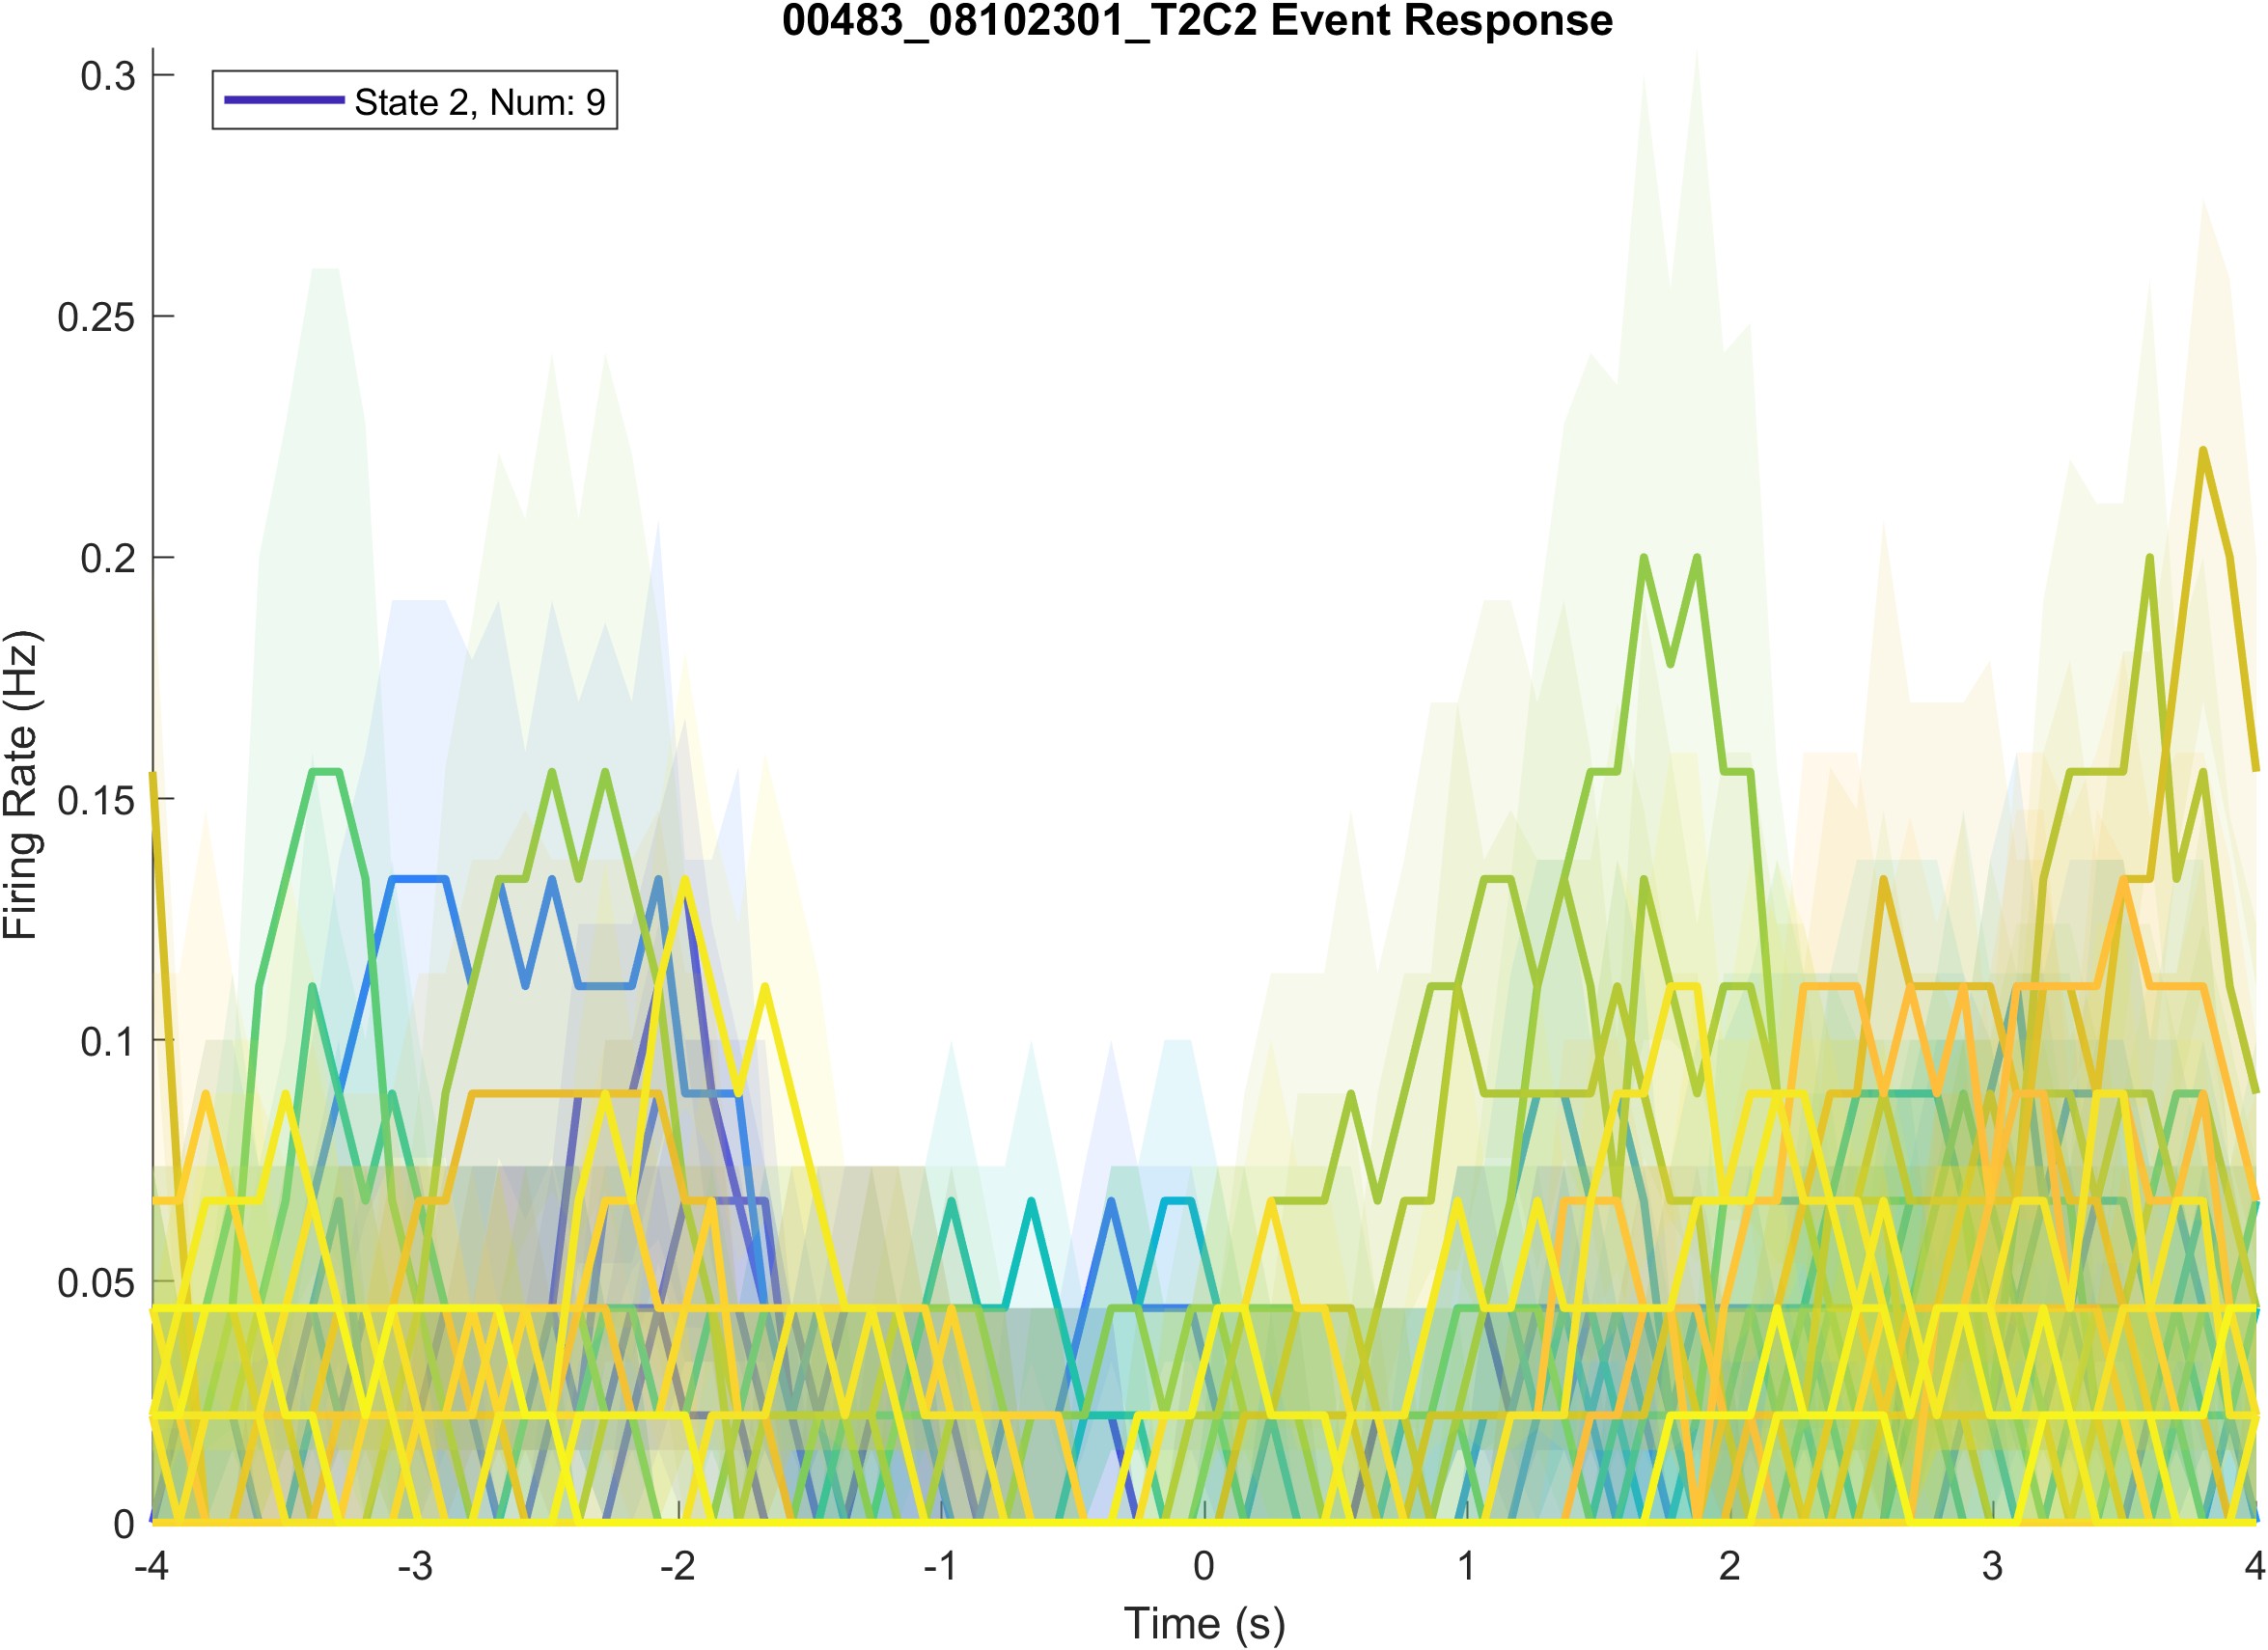 00483_08102301_T2C2 Event Response
State 2, Num: 9
Firing Rate (Hz)
0.3
0.25
0.2
0.15
0.1
0.05
0
-4 -3 -2 -1 0 1 2 3 4
Time (s)